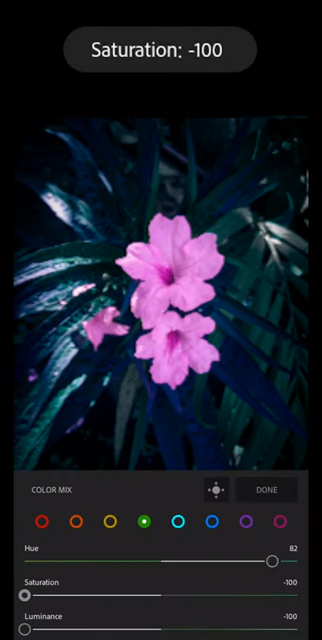 Saturation: -100
COLOR MIX
DONE
Hue 82
Saturation -100
Luminance -100